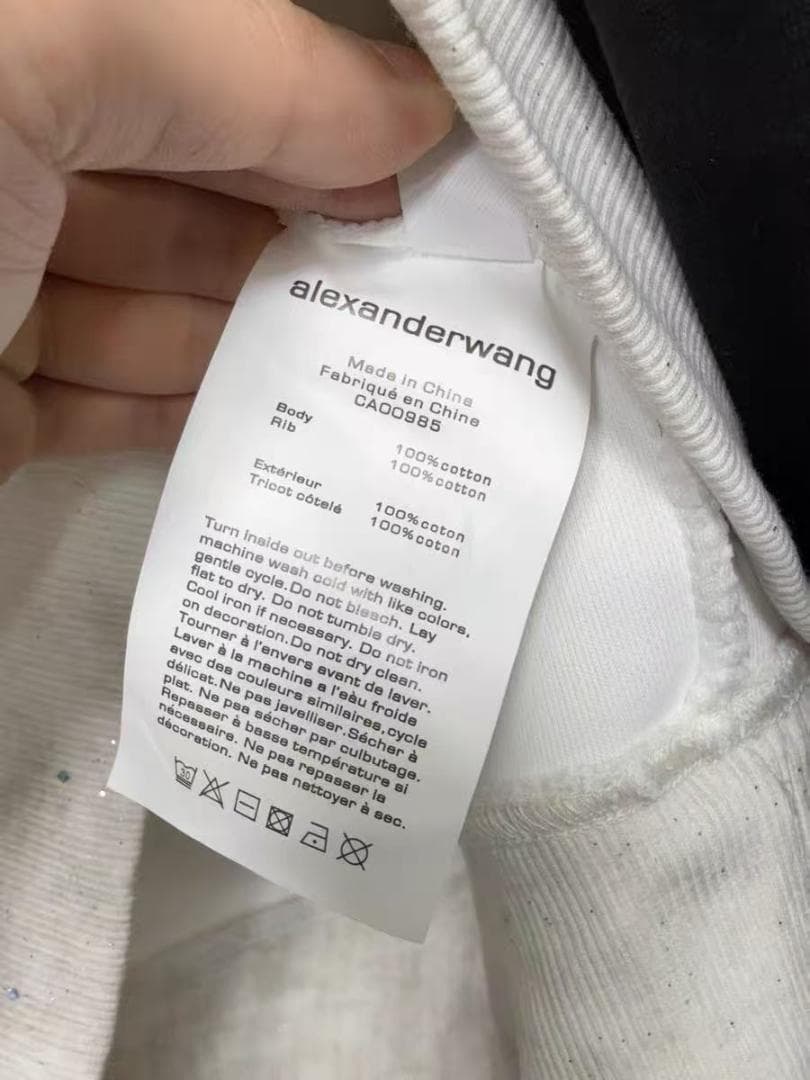 alexanderwang
Made in China
Fabriqué en Chine
CA00985
Body 100%cotton
Rib 100%cotton
Extérieur 100%coton
Tricot côtelé 100%coton
Turn inside out before washing.
machine wash cold with like colors,
gentle cycle.Do not bleach. Lay
flat to dry. Do not tumble dry.
Cool iron if necessary. Do not iron
on decoration.Do not dry clean.
Tourner à l'envers avant de laver.
Laver à la machine a l'eàu froide
avec des couleurs similaires,cycle
délicat.Ne pas javelliser.Sécher à
plat. Ne psa sécher par culbutage.
Repasser à basse température si
nécessaire. Ne pas repasser la
décoration. Ne pas nettoyer à sec.
30